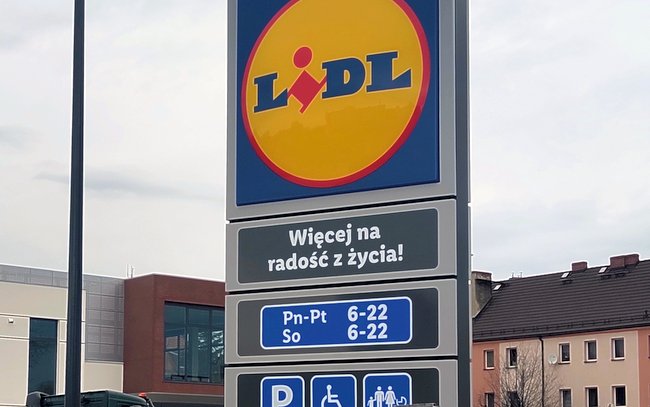 LIDL
Więcej na
radość z życia!
Pn-Pt 6-22
So 6-22
P